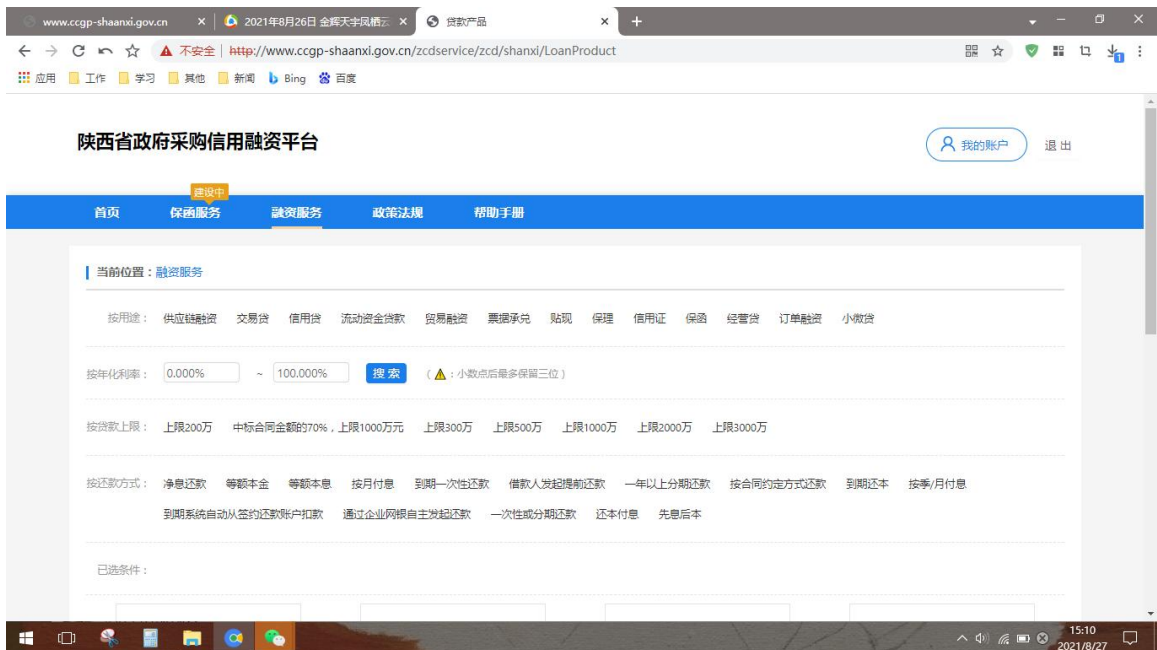 www.ccgp-shaanxi.gov.cn
2021年8月26日 金辉天宇凤栖云
贷款产品
不安全 http://www.ccgp-shaanxi.gov.cn/zcdservice/zcd/shanxi/LoanProduct
1
应用 工作 学习 其他 新闻 Bing 百度
陕西省政府采购信用融资平台
我的账户 退出
建设中
首页 保函服务 融资服务 政策法规 帮助手册
当前位置：融资服务
按用途： 供应链融资 交易贷 信用贷 流动资金贷款 贸易融资 票据承兑 贴现 保理 信用证 保函 经营贷 订单融资 小微贷
按年化利率： 0.000% ~ 100.000% 搜索 （ ：小数点后最多保留三位）
按贷款上限： 上限200万 中标合同金额的70%，上限1000万元 上限300万 上限500万 上限1000万 上限2000万 上限3000万
按还款方式： 净息还款 等额本金 等额本息 按月付息 到期一次性还款 借款人发起提前还款 一年以上分期还款 按合同约定方式还款 到期还本 按季/月付息
到期系统自动从签约还款账户扣款 通过企业网银自主发起还款 一次性或分期还款 还本付息 先息后本
已选条件：
15:10
2021/8/27